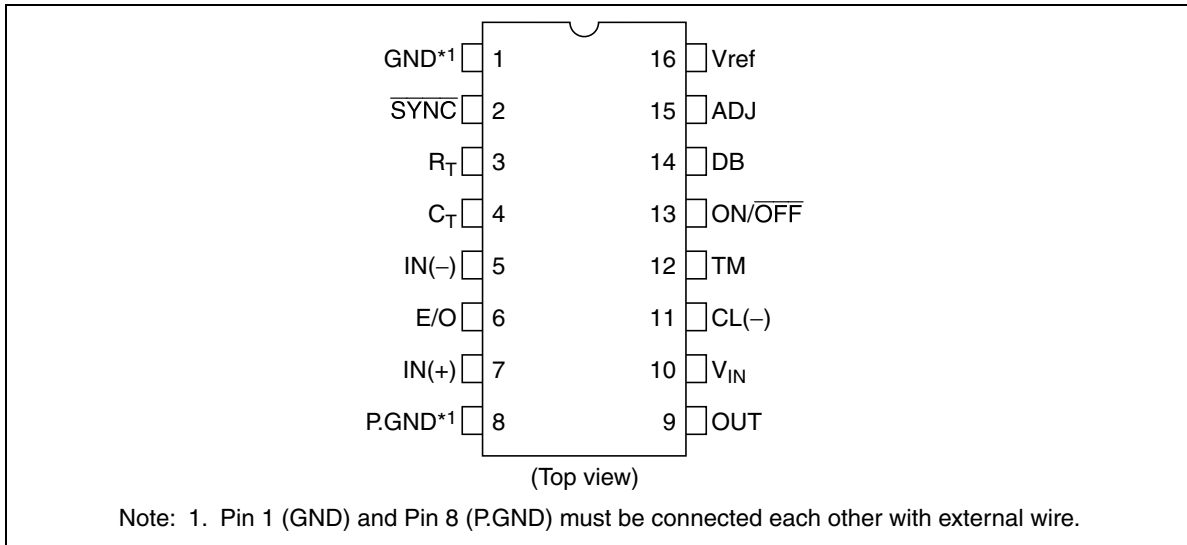 GND*1 1 16 Vref
SYNC 2 15 ADJ
RT 3 14 DB
CT 4 13 ON/OFF
IN(−) 5 12 TM
E/O 6 11 CL(−)
IN(+) 7 10 VIN
P.GND*1 8 9 OUT
(Top view)
Note: 1. Pin 1 (GND) and Pin 8 (P.GND) must be connected each other with external wire.